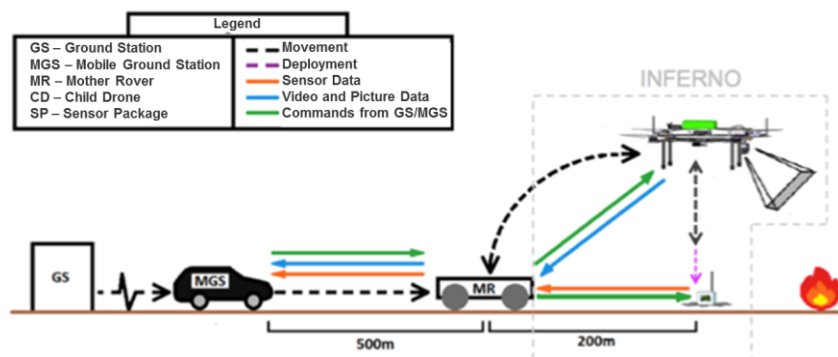 Legend
GS – Ground Station
MGS – Mobile Ground Station
MR – Mother Rover
CD – Child Drone
SP – Sensor Package
Movement
Deployment
Sensor Data
Video and Picture Data
Commands from GS/MGS
INFERNO
GS
MGS
MR
500m
200m